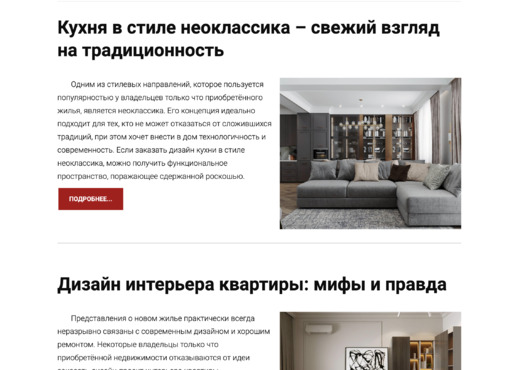 Кухня в стиле неоклассика – свежий взгляд
на традиционность
Одним из стилевых направлений, которое пользуется
популярностью у владельцев только что приобретённого
жилья, является неоклассика. Его концепция идеально
подходит для тех, кто не может отказаться от сложившихся
традиций, при этом хочет внести в дом технологичность и
современность. Если заказать дизайн кухни в стиле
неоклассика, можно получить функциональное
пространство, поражающее сдержанной роскошью.
ПОДРОБНЕЕ...
Дизайн интерьера квартиры: мифы и правда
Представления о новом жилье практически всегда
неразрывно связаны с современным дизайном и хорошим
ремонтом. Некоторые владельцы только что
приобретённой недвижимости отказываются от идеи